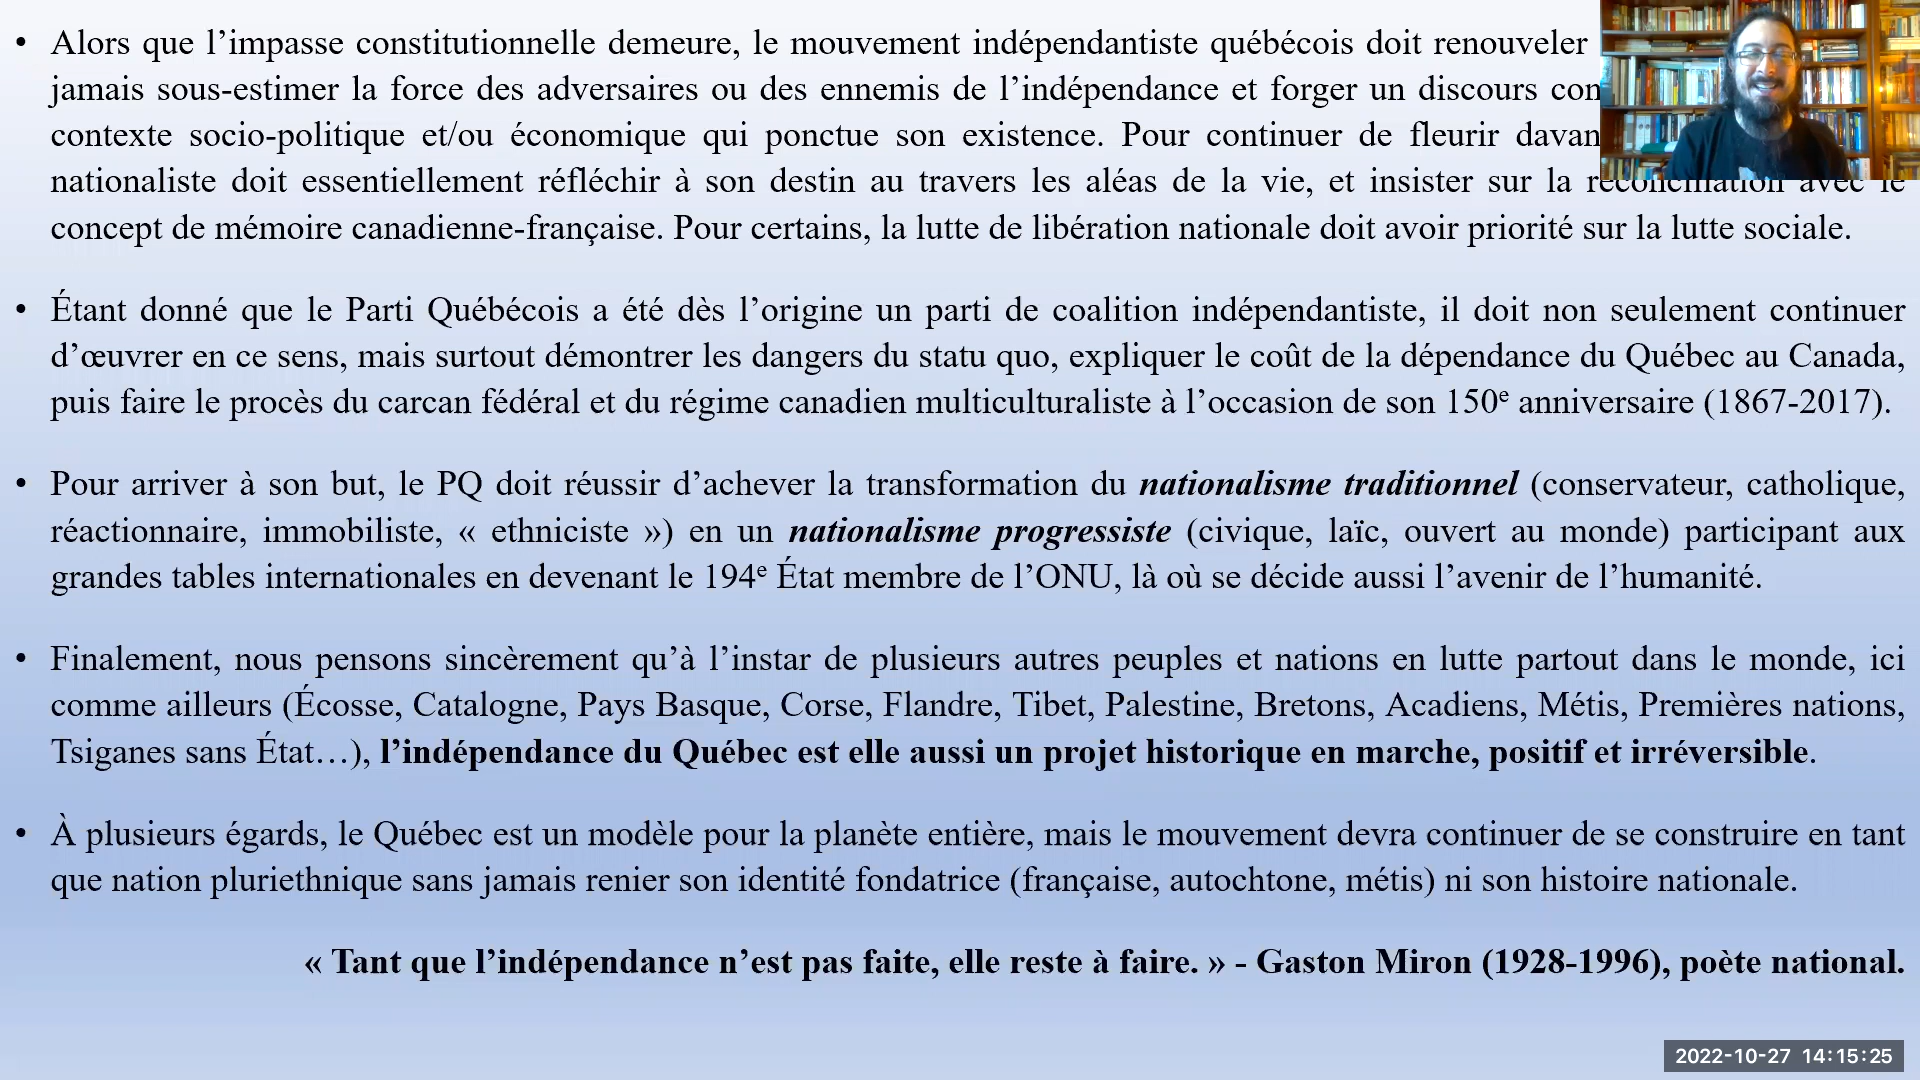 • Alors que l’impasse constitutionnelle demeure, le mouvement indépendantiste québécois doit renouveler
jamais sous-estimer la force des adversaires ou des ennemis de l’indépendance et forger un discours
contexte socio-politique et/ou économique qui ponctue son existence. Pour continuer de fleurir
nationaliste doit essentiellement réfléchir à son destin au travers les aléas de la vie, et insister sur la réconciliation avec le
concept de mémoire canadienne-française. Pour certains, la lutte de libération nationale doit avoir priorité sur la lutte sociale.
• Étant donné que le Parti Québécois a été dès l’origine un parti de coalition indépendantiste, il doit non seulement continuer
d’œuvrer en ce sens, mais surtout démontrer les dangers du statu quo, expliquer le coût de la dépendance du Québec au Canada,
puis faire le procès du carcan fédéral et du régime canadien multiculturaliste à l’occasion de son 150e anniversaire (1867-2017).
• Pour arriver à son but, le PQ doit réussir d’achever la transformation du nationalisme traditionnel (conservateur, catholique,
réactionnaire, immobiliste, « ethniciste ») en un nationalisme progressiste (civique, laïc, ouvert au monde) participant aux
grandes tables internationales en devenant le 194e État membre de l’ONU, là où se décide aussi l’avenir de l’humanité.
• Finalement, nous pensons sincèrement qu’à l’instar de plusieurs autres peuples et nations en lutte partout dans le monde, ici
comme ailleurs (Écosse, Catalogne, Pays Basque, Corse, Flandre, Tibet, Palestine, Bretons, Acadiens, Métis, Premières nations,
Tsiganes sans État…), l’indépendance du Québec est elle aussi un projet historique en marche, positif et irréversible.
• À plusieurs égards, le Québec est un modèle pour la planète entière, mais le mouvement devra continuer de se construire en tant
que nation pluriethnique sans jamais renier son identité fondatrice (française, autochtone, métis) ni son histoire nationale.
« Tant que l’indépendance n’est pas faite, elle reste à faire. » - Gaston Miron (1928-1996), poète national.
2022-10-27 14:15:25